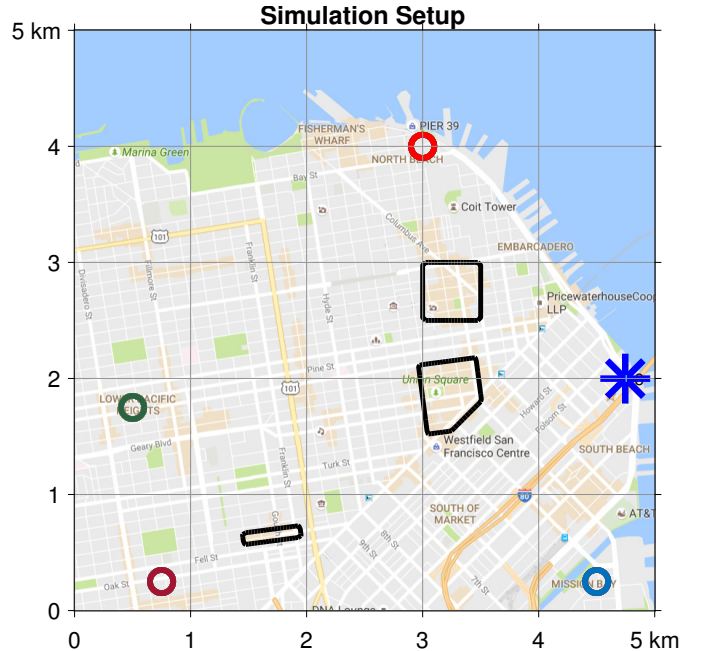 Simulation Setup
5 km
PIER 39
FISHERMAN'S
WHARF
4
Marina Green
NORTH BEACH
Bay St
Coit Tower
101
Columbus Ave
EMBARCADERO
3
Divisadero St
Fillmore St
Franklin St
Hyde St
PricewaterhouseCoop
LLP
Pine St
2
Union Square
101
LOWER PACIFIC
HEIGHTS
Howard St
Folsom St
Geary Blvd
Westfield San
Francisco Centre
SOUTH BEACH
Franklin St
Turk St
1
80
SOUTH OF
MARKET
AT&T
Gough St
9th St
8th St
Fell St
7th St
Oak St
MISSION BAY
0
DNA Lounge
0
1
2
3
4
5 km